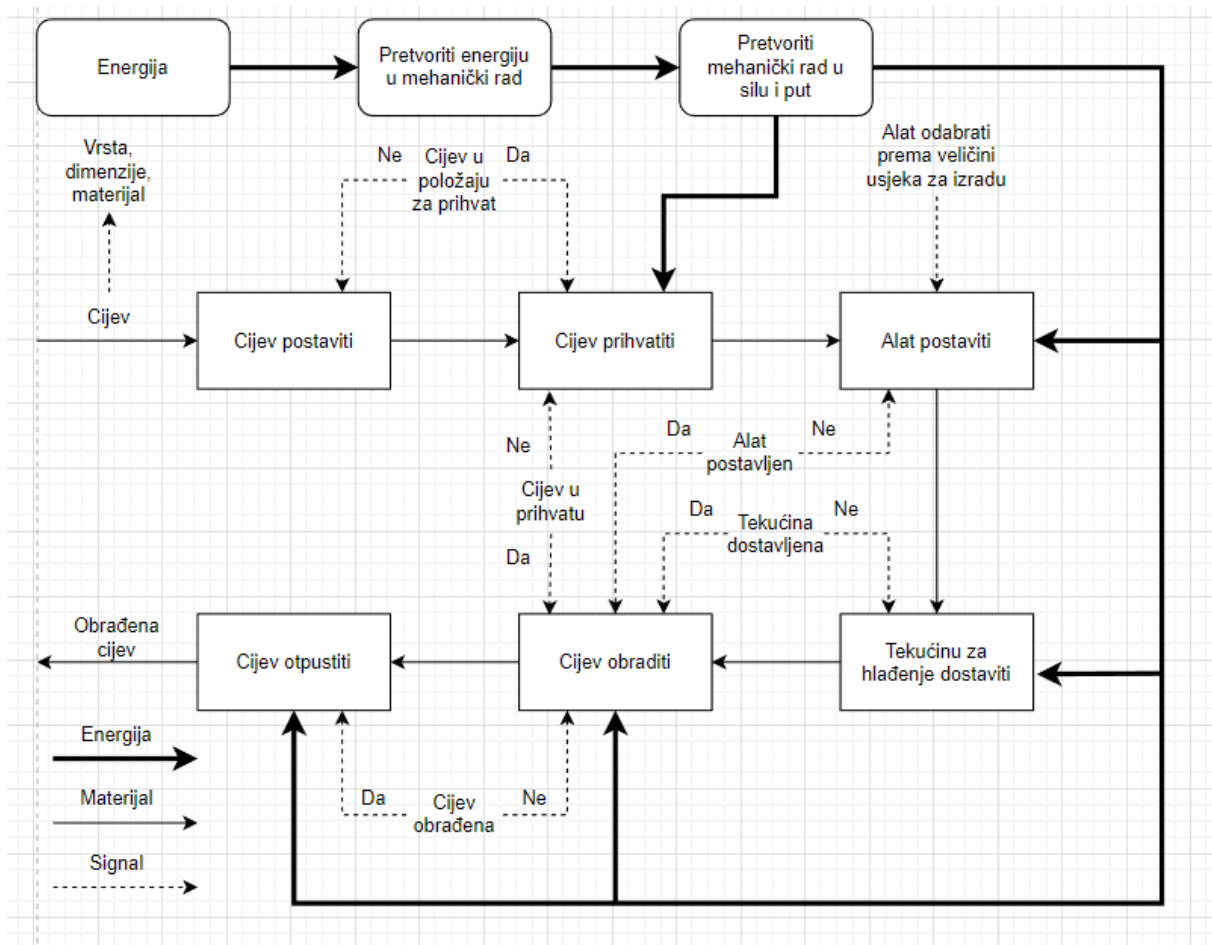 Energija
Pretvoriti energiju
u mehanički rad
Pretvoriti
mehanički rad u
silu i put
Vrsta,
dimenzije,
materijal
Ne
Cijev u
položaju
za prihvat
Da
Alat odabrati
prema veličini
usjeka za izradu
Cijev
Cijev postaviti
Cijev prihvatiti
Alat postaviti
Ne
Cijev u
prihvatu
Da
Da
Alat
postavljen
Ne
Da
Tekućina
dostavljena
Ne
Obrađena
cijev
Cijev otpustiti
Cijev obraditi
Tekućinu za
hlađenje dostaviti
Energija
Materijal
Signal
Da
Cijev
obrađena
Ne